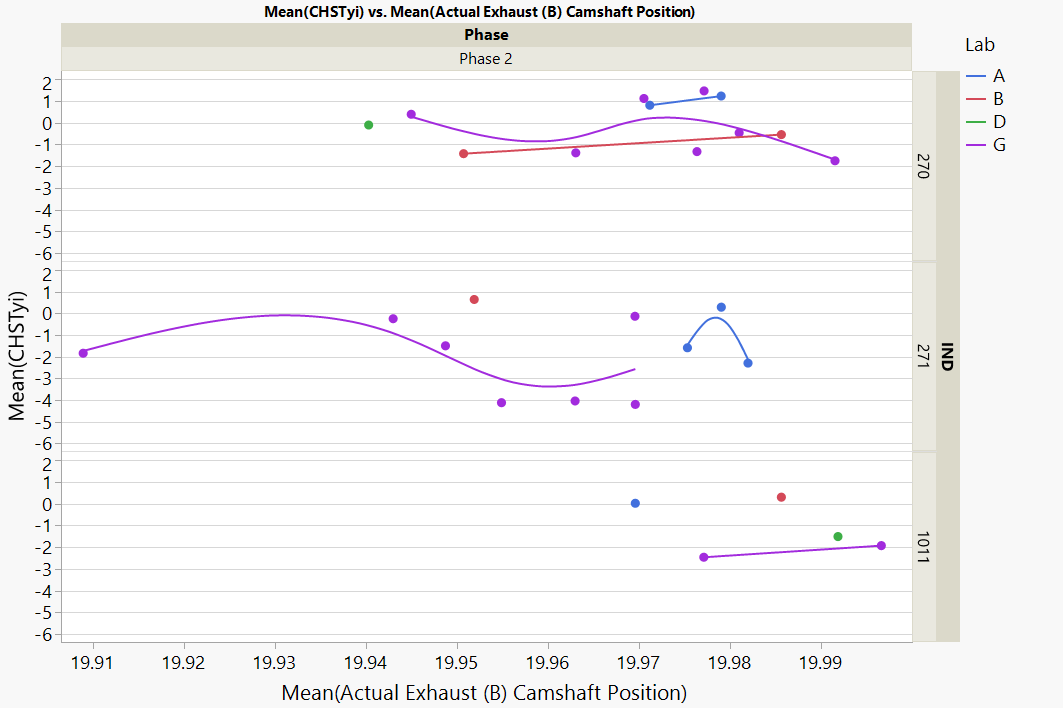 Mean(CHSTyi) vs. Mean(Actual Exhaust (B) Camshaft Position)
Phase
Phase 2
Lab
A
B
D
G
2
1
0
-1
-2
-3
-4
-5
-6
270
2
1
0
-1
-2
-3
-4
-5
-6
271
IND
Mean(CHSTyi)
2
1
0
-1
-2
-3
-4
-5
-6
1011
19.91 19.92 19.93 19.94 19.95 19.96 19.97 19.98 19.99
Mean(Actual Exhaust (B) Camshaft Position)